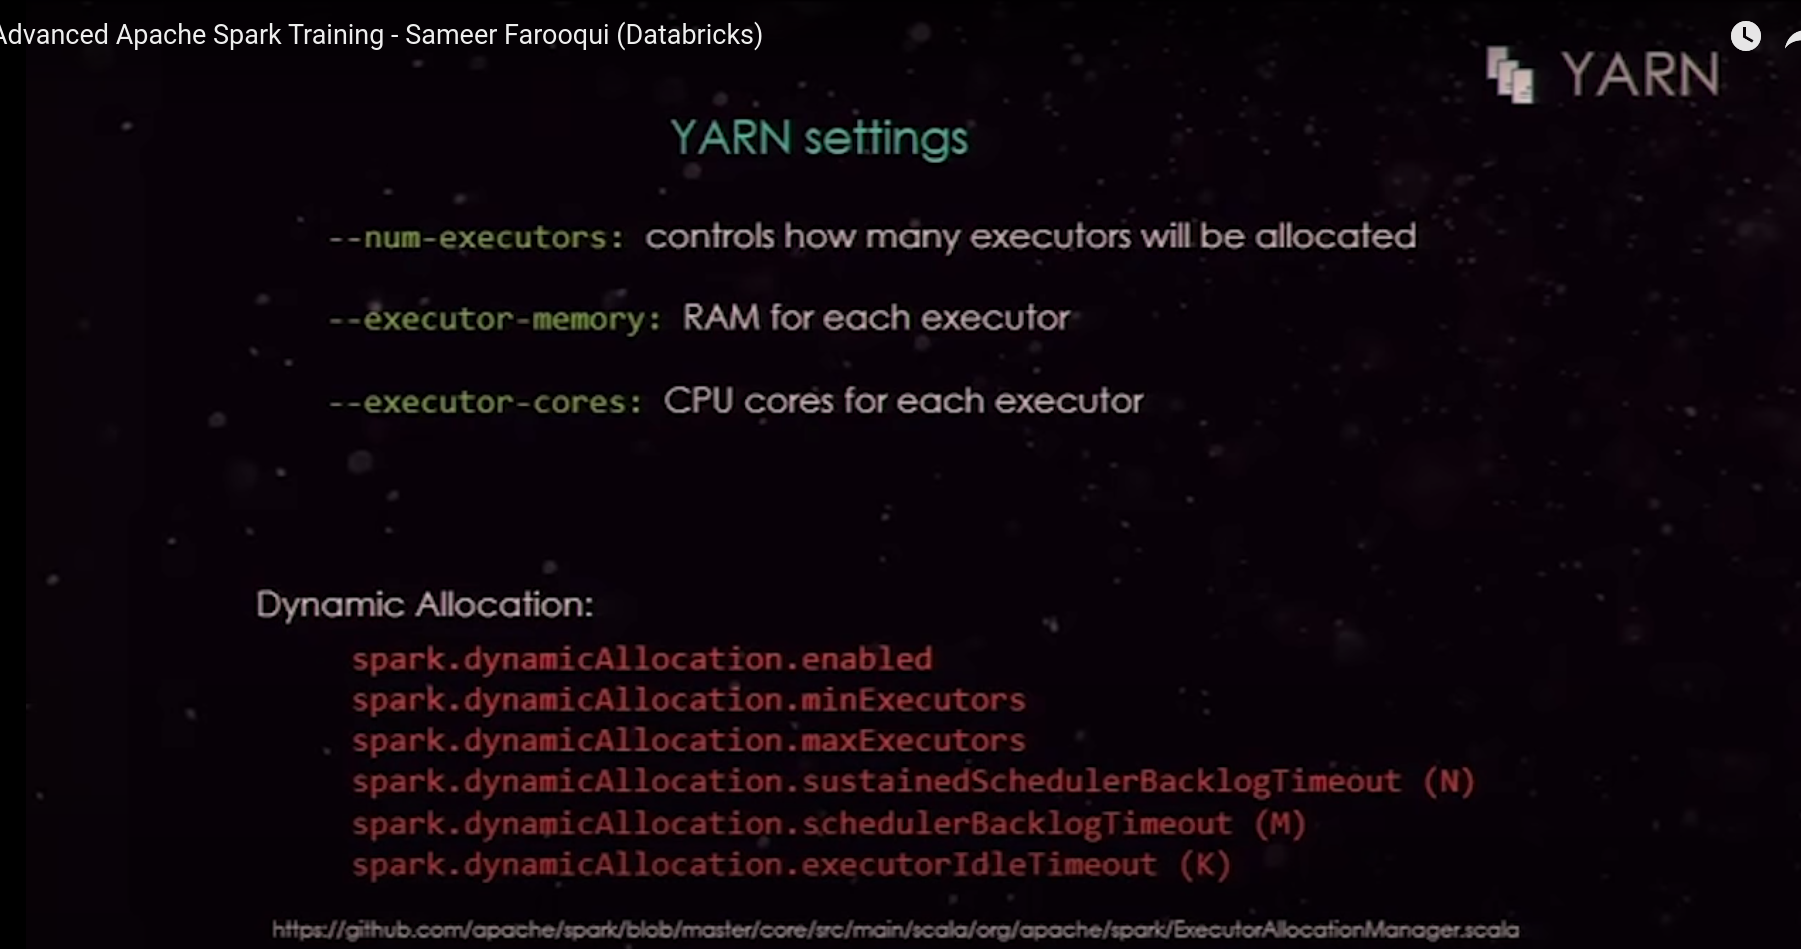 Advanced Apache Spark Training - Sameer Farooqui (Databricks)
YARN
YARN settings
--num-executors: controls how many executors will be allocated
--executor-memory: RAM for each executor
--executor-cores: CPU cores for each executor
Dynamic Allocation:
spark.dynamicAllocation.enabled
spark.dynamicAllocation.minExecutors
spark.dynamicAllocation.maxExecutors
spark.dynamicAllocation.sustainedSchedulerBacklogTimeout (N)
spark.dynamicAllocation.schedulerBacklogTimeout (M)
spark.dynamicAllocation.executorIdleTimeout (K)
https://github.com/apache/spark/blob/master/core/src/main/scala/org/apache/spark/ExecutorAllocationManager.scala